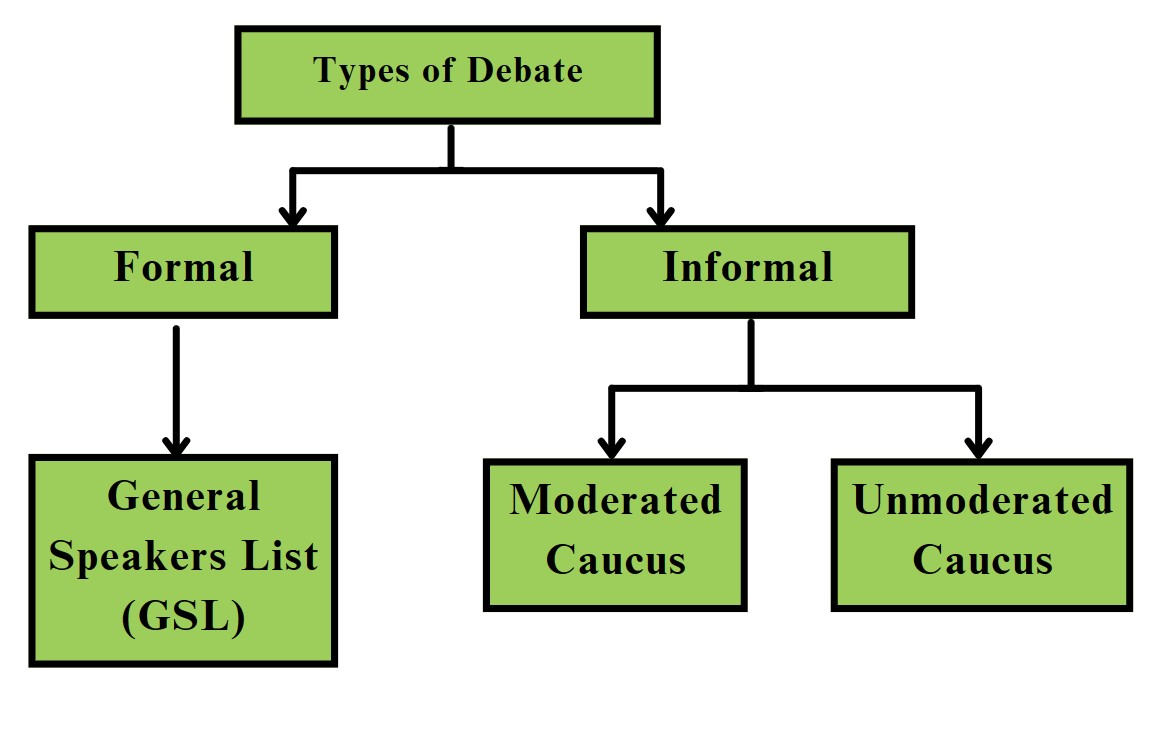 Types of Debate
Formal
Informal
General
Speakers List
(GSL)
Moderated
Caucus
Unmoderated
Caucus